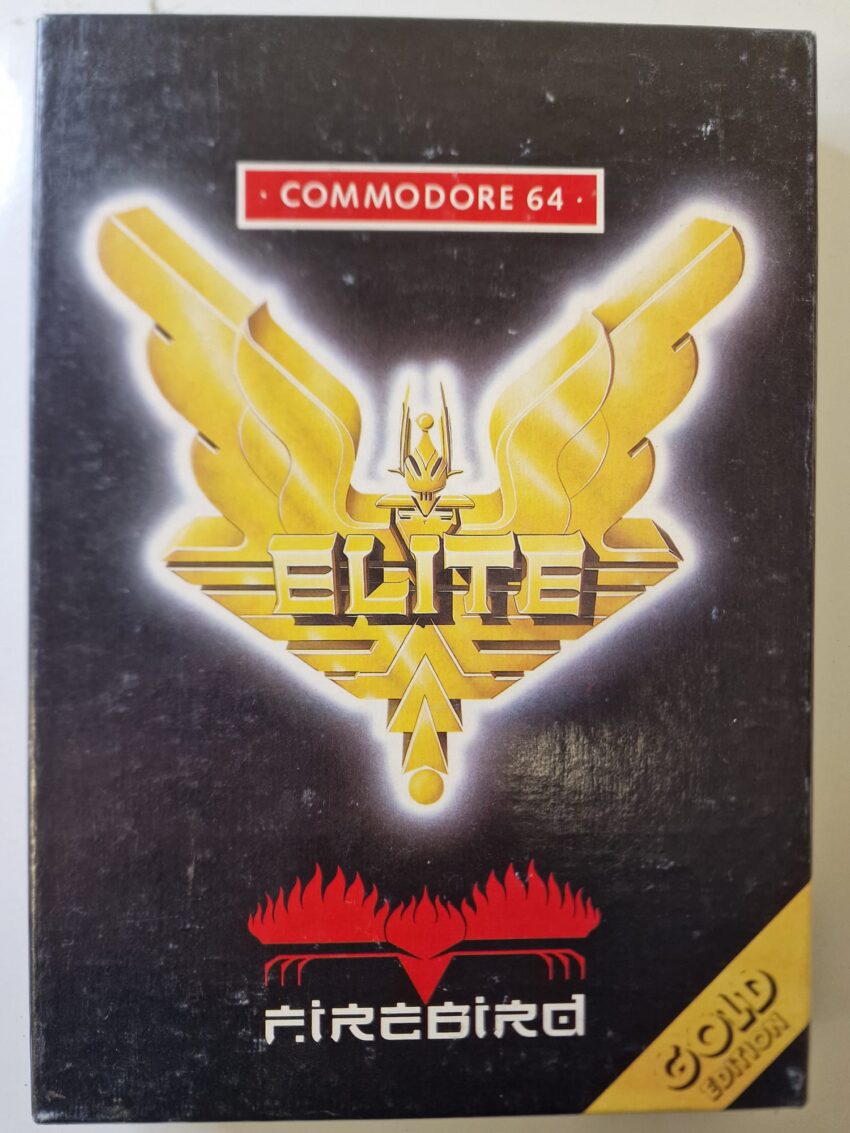 · COMMODORE 64 ·
ELITE
FIREBIRD
GOLD
EDITION